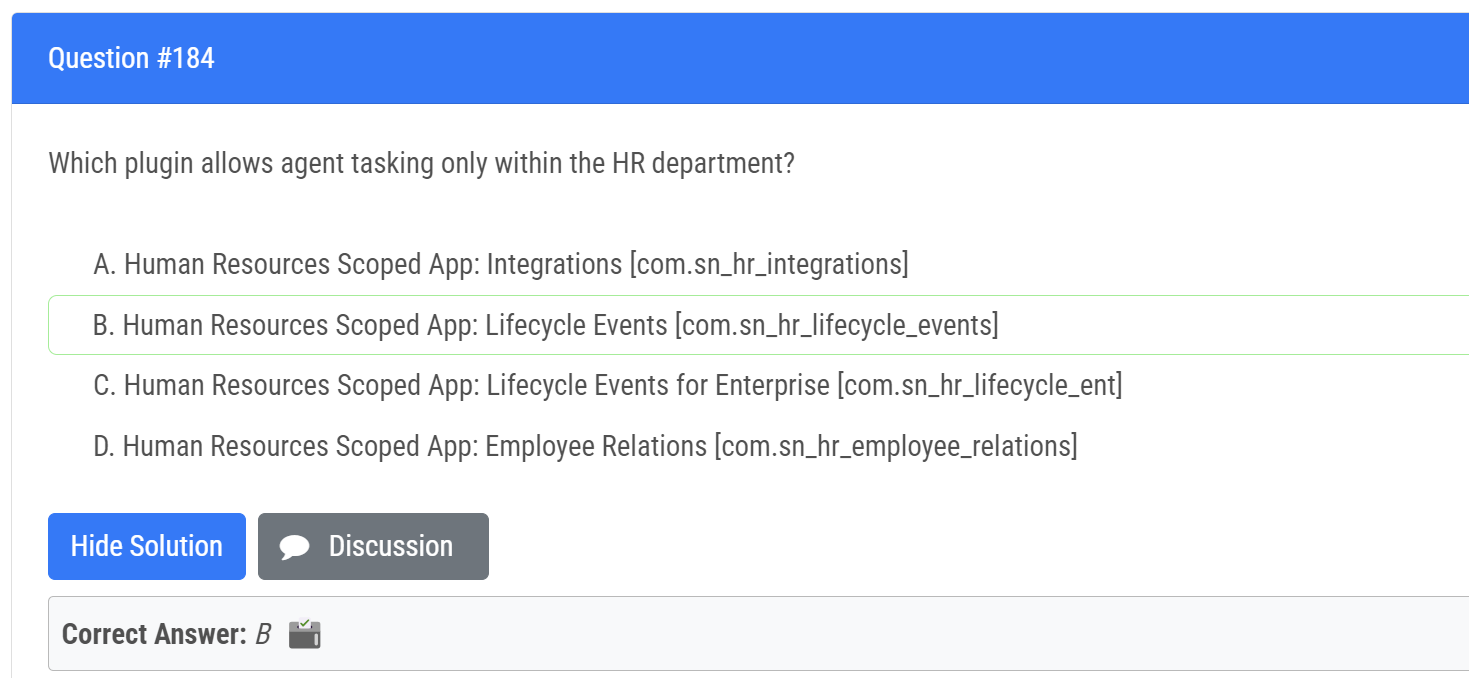 Question #184
Which plugin allows agent tasking only within the HR department?
A. Human Resources Scoped App: Integrations [com.sn_hr_integrations]
B. Human Resources Scoped App: Lifecycle Events [com.sn_hr_lifecycle_events]
C. Human Resources Scoped App: Lifecycle Events for Enterprise [com.sn_hr_lifecycle_ent]
D. Human Resources Scoped App: Employee Relations [com.sn_hr_employee_relations]
Hide Solution Discussion
Correct Answer: B